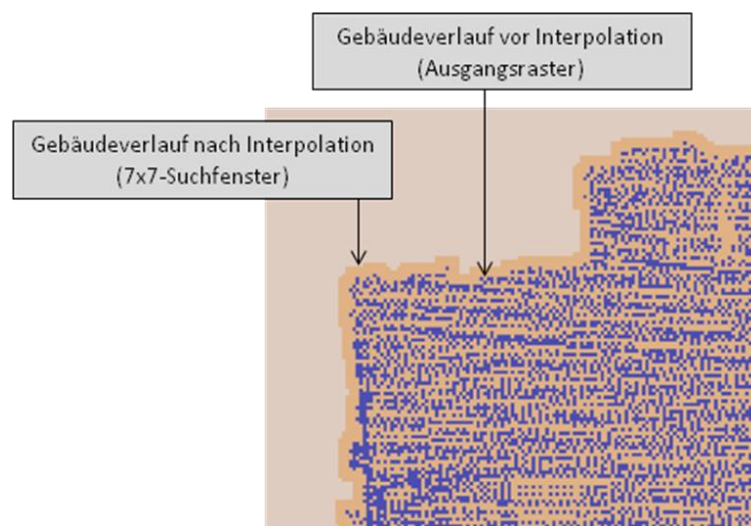 Gebäudeverlauf vor Interpolation
(Ausgangsraster)
Gebäudeverlauf nach Interpolation
(7x7-Suchfenster)